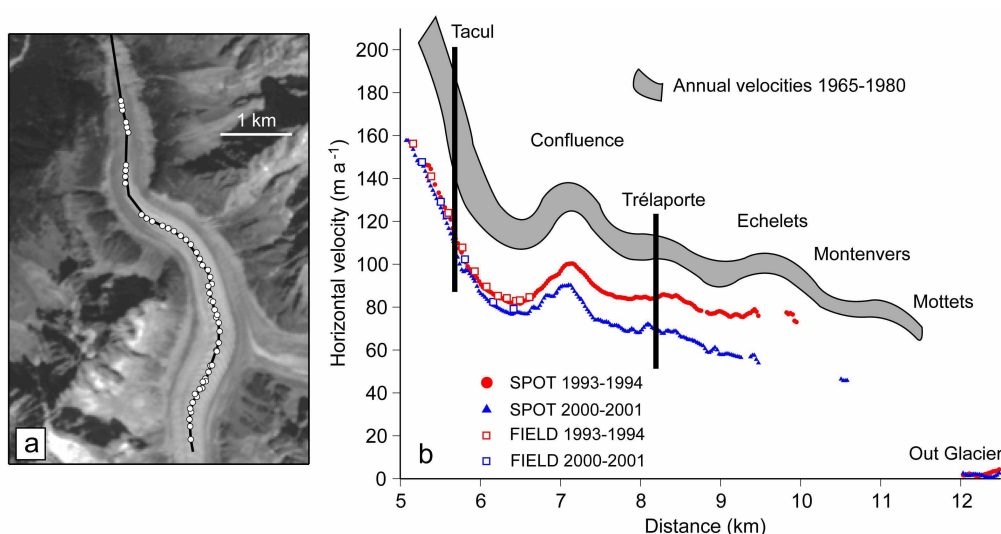 1 km
a
Horizontal velocity (m a⁻¹)
200
180
160
140
120
100
80
60
40
20
0
Tacul
Annual velocities 1965-1980
Confluence
Trélaporte
Echelets
Montenvers
Mottets
SPOT 1993-1994
SPOT 2000-2001
FIELD 1993-1994
FIELD 2000-2001
b
Out Glacier
5 6 7 8 9 10 11 12
Distance (km)